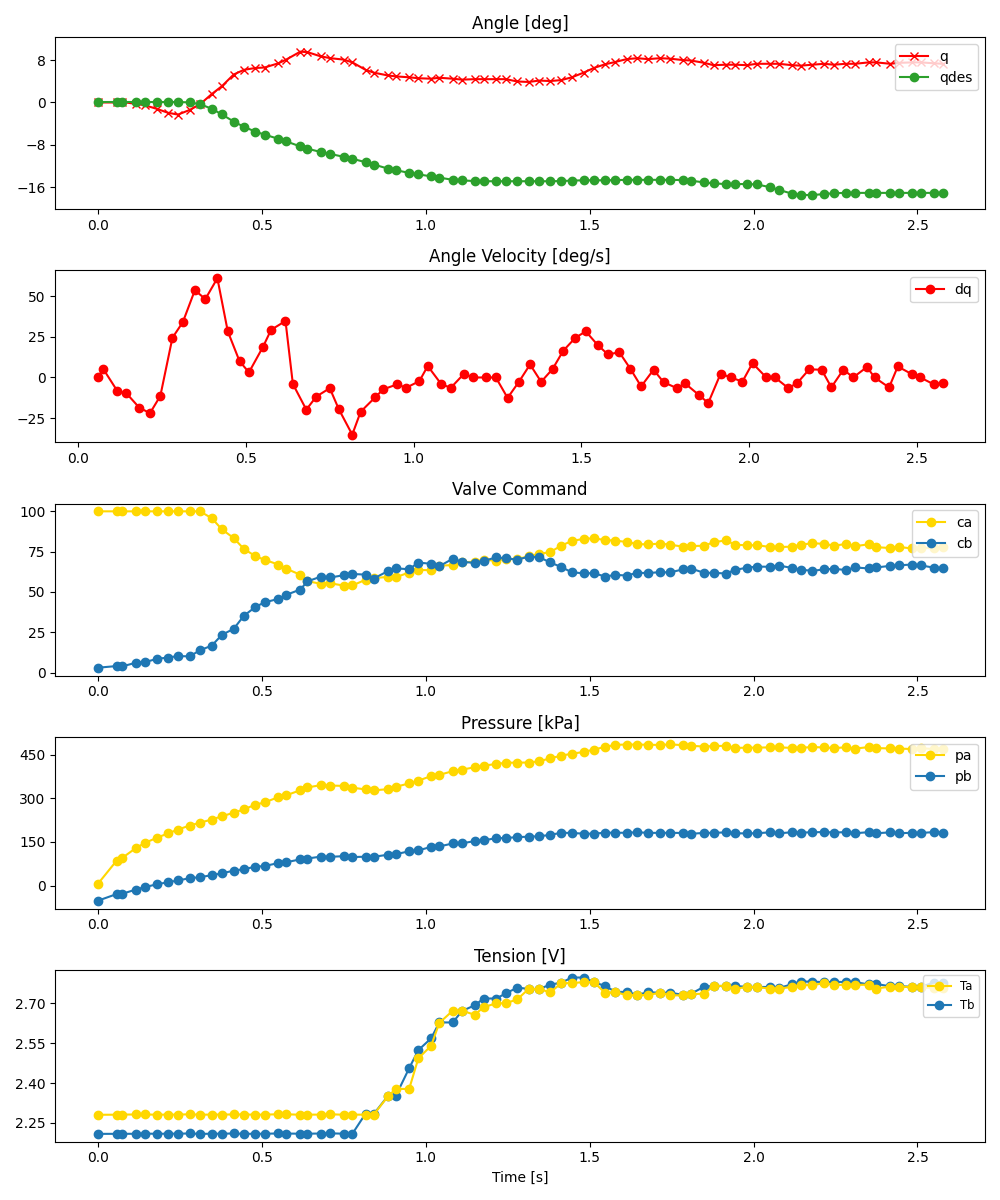 Angle [deg]
8
0
−8
−16
q
qdes
0.0 0.5 1.0 1.5 2.0 2.5
Angle Velocity [deg/s]
50
25
0
−25
dq
0.0 0.5 1.0 1.5 2.0 2.5
Valve Command
100
75
50
25
0
ca
cb
0.0 0.5 1.0 1.5 2.0 2.5
Pressure [kPa]
450
300
150
0
pa
pb
0.0 0.5 1.0 1.5 2.0 2.5
Tension [V]
2.70
2.55
2.40
2.25
Ta
Tb
0.0 0.5 1.0 1.5 2.0 2.5
Time [s]